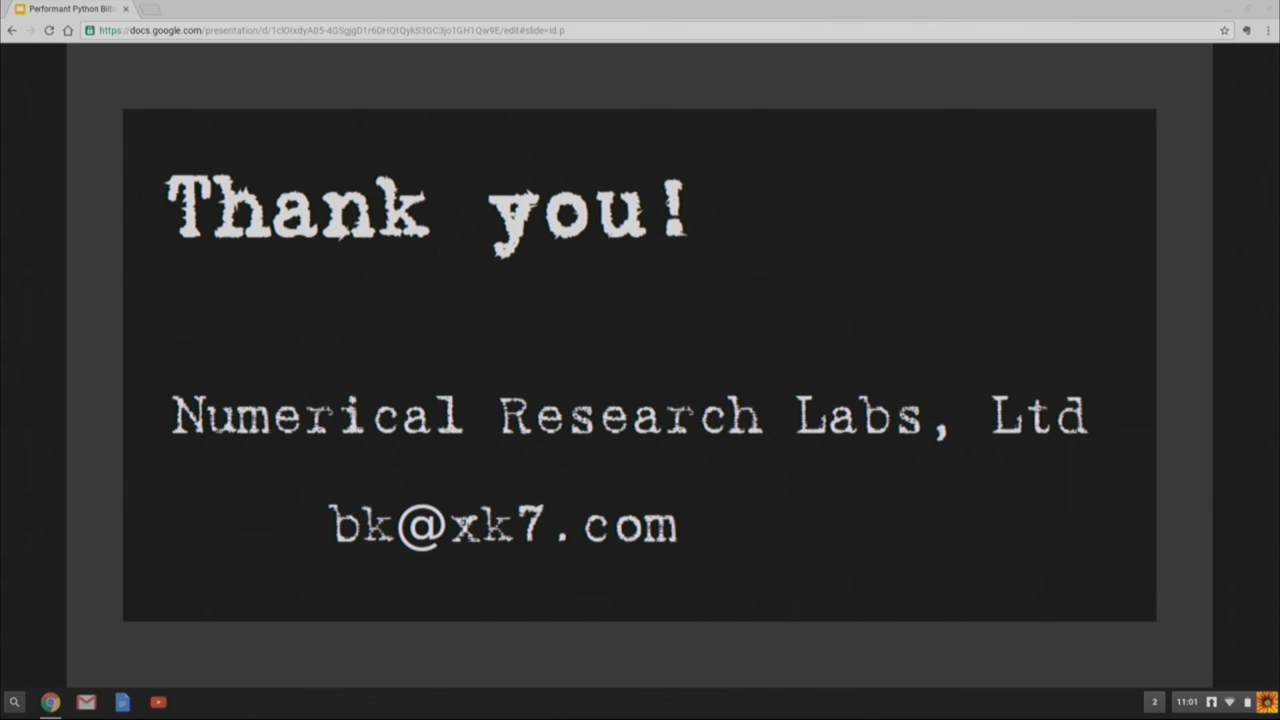 Performant Python Bilb
https://docs.google.com/presentation/d/1clOIxdyA05-4GSgjgD1r6DHQtQykS3GC3jo1GH1Qw9E/edit#slide=id.p
Thank you!
Numerical Research Labs, Ltd
bk@xk7.com
2
11:01